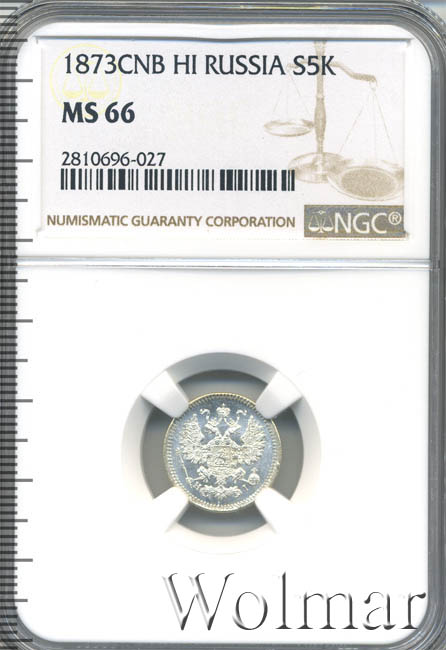 1873CNB HI RUSSIA S5K
MS 66
2810696-027
NUMISMATIC GUARANTY CORPORATION
NGC®
Wolmar